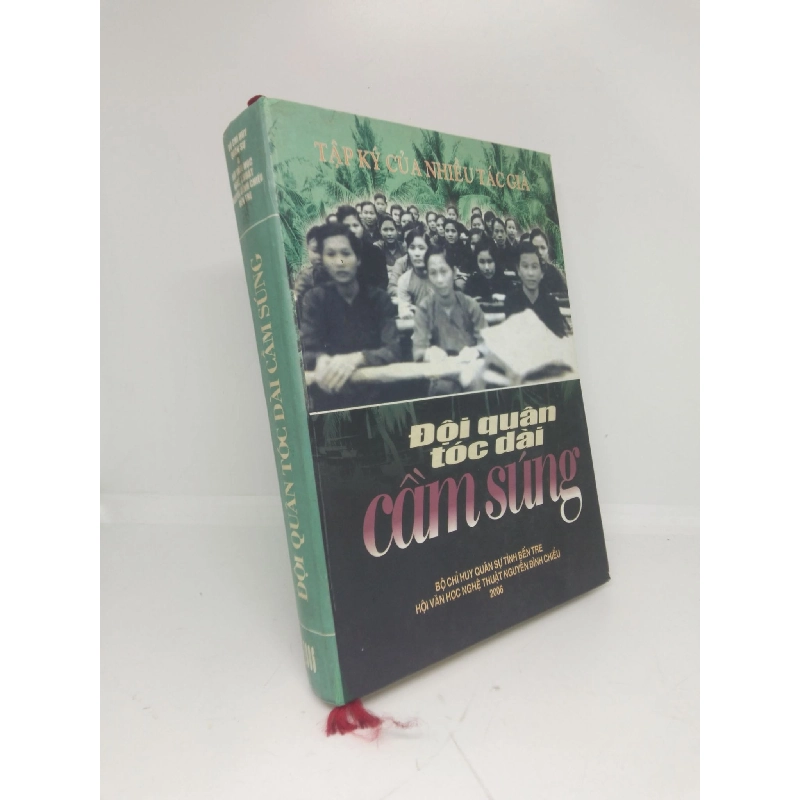 TẬP KÝ CỦA NHIỀU TÁC GIẢ
Đội quân
tóc dài
cầm súng
BỘ CHỈ HUY QUÂN SỰ TỈNH BẾN TRE
HỘI VĂN HỌC NGHỆ THUẬT NGUYỄN ĐÌNH CHIỂU
2006
ĐỘI QUÂN TÓC DÀI CẦM SÚNG